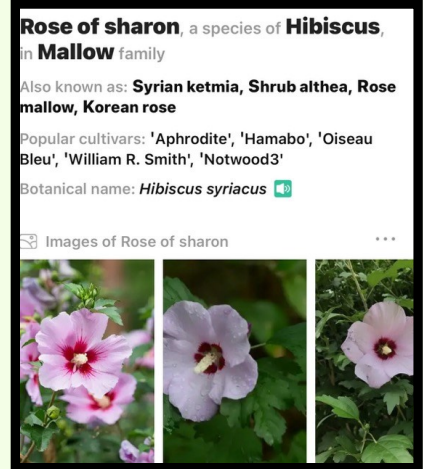 Rose of sharon, a species of Hibiscus,
in Mallow family
Also known as: Syrian ketmia, Shrub althea, Rose
mallow, Korean rose
Popular cultivars: 'Aphrodite', 'Hamabo', 'Oiseau
Bleu', 'William R. Smith', 'Notwood3'
Botanical name: Hibiscus syriacus
Images of Rose of sharon